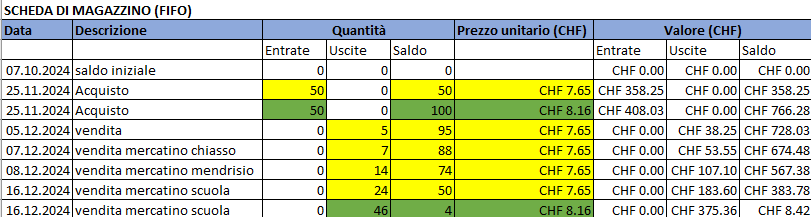 SCHEDA DI MAGAZZINO (FIFO)
Data Descrizione Quantità Prezzo unitario (CHF) Valore (CHF)
Entrate Uscite Saldo Entrate Uscite Saldo
07.10.2024 saldo iniziale 0 0 0 CHF 0.00 CHF 0.00 CHF 0.00
25.11.2024 Acquisto 50 0 50 CHF 7.65 CHF 358.25 CHF 0.00 CHF 358.25
25.11.2024 Acquisto 50 0 100 CHF 8.16 CHF 408.03 CHF 0.00 CHF 766.28
05.12.2024 vendita 0 5 95 CHF 7.65 CHF 0.00 CHF 38.25 CHF 728.03
07.12.2024 vendita mercatino chiasso 0 7 88 CHF 7.65 CHF 0.00 CHF 53.55 CHF 674.48
08.12.2024 vendita mercatino mendrisio 0 14 74 CHF 7.65 CHF 0.00 CHF 107.10 CHF 567.38
16.12.2024 vendita mercatino scuola 0 24 50 CHF 7.65 CHF 0.00 CHF 183.60 CHF 383.78
16.12.2024 vendita mercatino scuola 0 46 4 CHF 8.16 CHF 0.00 CHF 375.36 CHF 8.42